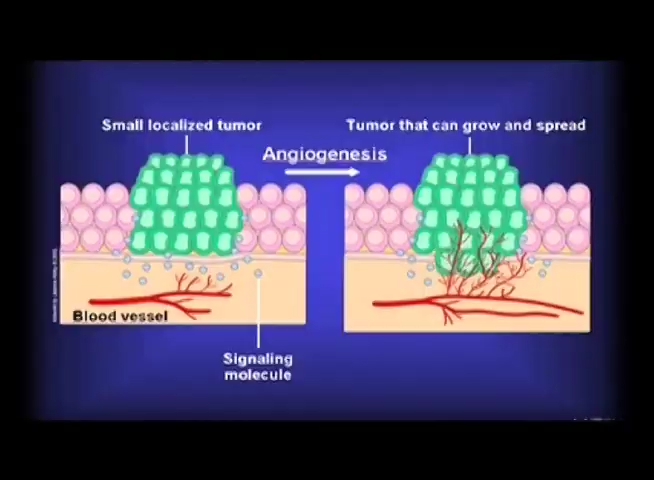 Small localized tumor
Tumor that can grow and spread
Angiogenesis
Blood vessel
Signaling
molecule